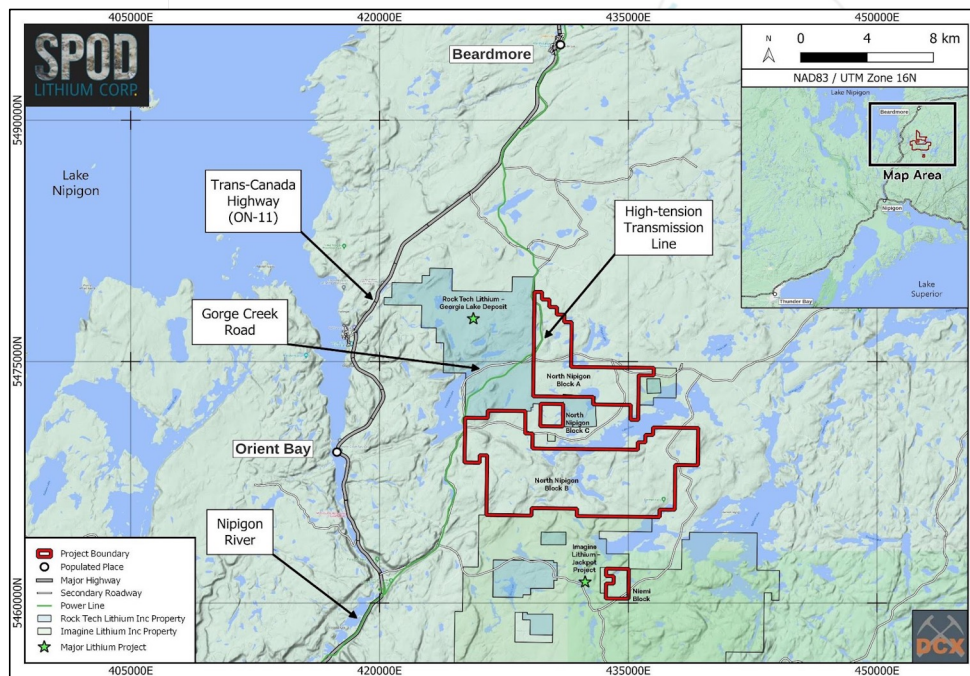 405000E
420000E
435000E
450000E
SPOD
LITHIUM CORP.
Beardmore
N
0 4 8 km
NAD83 / UTM Zone 16N
Lake Nipigon
Beardmore
Map Area
Nipigon
Thunder Bay
Lake
Superior
5490000N
5490000N
Lake
Nipigon
Trans-Canada
Highway
(ON-11)
High-tension
Transmission
Line
Rock Tech Lithium -
Georgia Lake Deposit
Gorge Creek
Road
5475000N
5475000N
North Nipigon
Block A
North
Nipigon
Block C
Orient Bay
North Nipigon
Block B
Nipigon
River
Imagine
Lithium -
Jackpot
Project
Niemi
Block
Project Boundary
Populated Place
Major Highway
Secondary Roadway
Power Line
Rock Tech Lithium Inc Property
Imagine Lithium Inc Property
Major Lithium Project
5460000N
5460000N
DCX
405000E
420000E
435000E
450000E